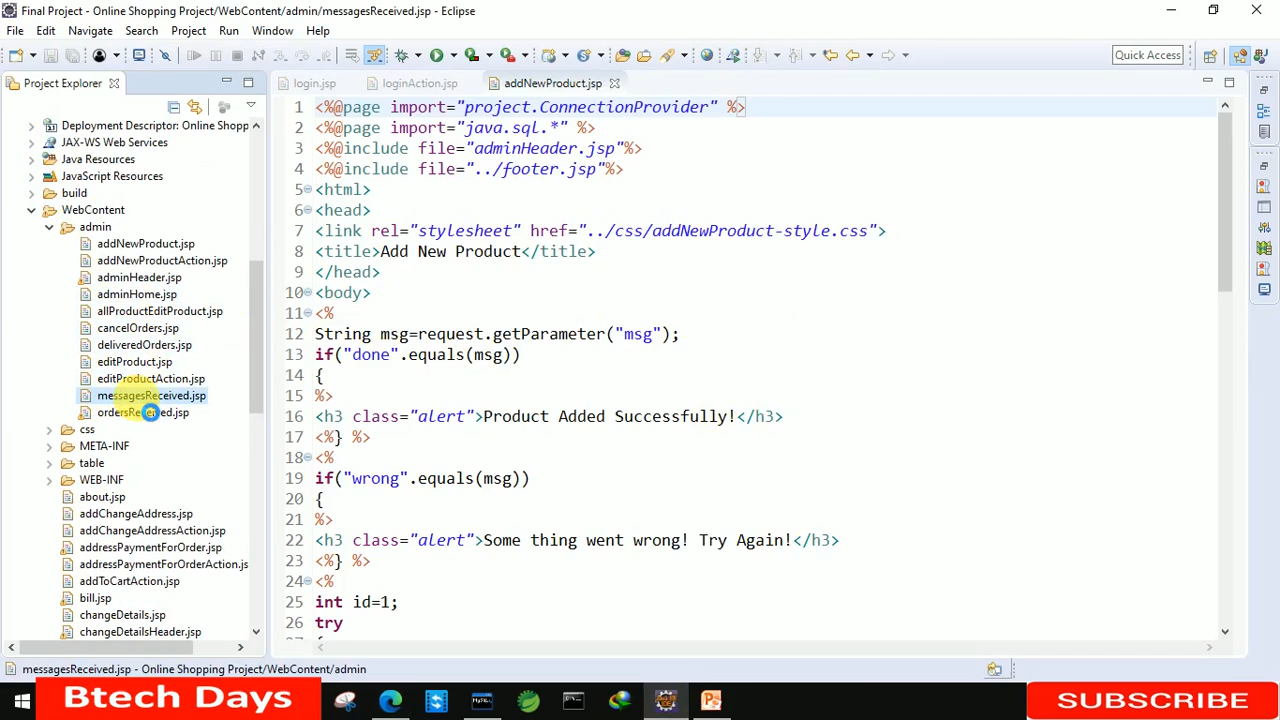 Final Project - Online Shopping Project/WebContent/admin/messagesReceived.jsp - Eclipse
File Edit Navigate Search Project Run Window Help
Quick Access
Project Explorer
Deployment Descriptor: Online Shopp
JAX-WS Web Services
Java Resources
JavaScript Resources
build
WebContent
admin
addNewProduct.jsp
addNewProductAction.jsp
adminHeader.jsp
adminHome.jsp
allProductEditProduct.jsp
cancelOrders.jsp
deliveredOrders.jsp
editProduct.jsp
editProductAction.jsp
messagesReceived.jsp
ordersReceived.jsp
css
META-INF
table
WEB-INF
about.jsp
addChangeAddress.jsp
addChangeAddressAction.jsp
addressPaymentForOrder.jsp
addressPaymentForOrderAction.js
addToCartAction.jsp
bill.jsp
changeDetails.jsp
changeDetailsHeader.jsp
login.jsp loginAction.jsp addNewProduct.jsp
1 <%@page import="project.ConnectionProvider" %>
2 <%@page import="java.sql.*" %>
3 <%@include file="adminHeader.jsp"%>
4 <%@include file="../footer.jsp"%>
5 <html>
6 <head>
7 <link rel="stylesheet" href="../css/addNewProduct-style.css">
8 <title>Add New Product</title>
9 </head>
10 <body>
11 <%
12 String msg=request.getParameter("msg");
13 if("done".equals(msg))
14 {
15 %>
16 <h3 class="alert">Product Added Successfully!</h3>
17 <%} %>
18 <%
19 if("wrong".equals(msg))
20 {
21 %>
22 <h3 class="alert">Some thing went wrong! Try Again!</h3>
23 <%} %>
24 <%
25 int id=1;
26 try
messagesReceived.jsp - Online Shopping Project/WebContent/admin
Btech Days
SUBSCRIBE